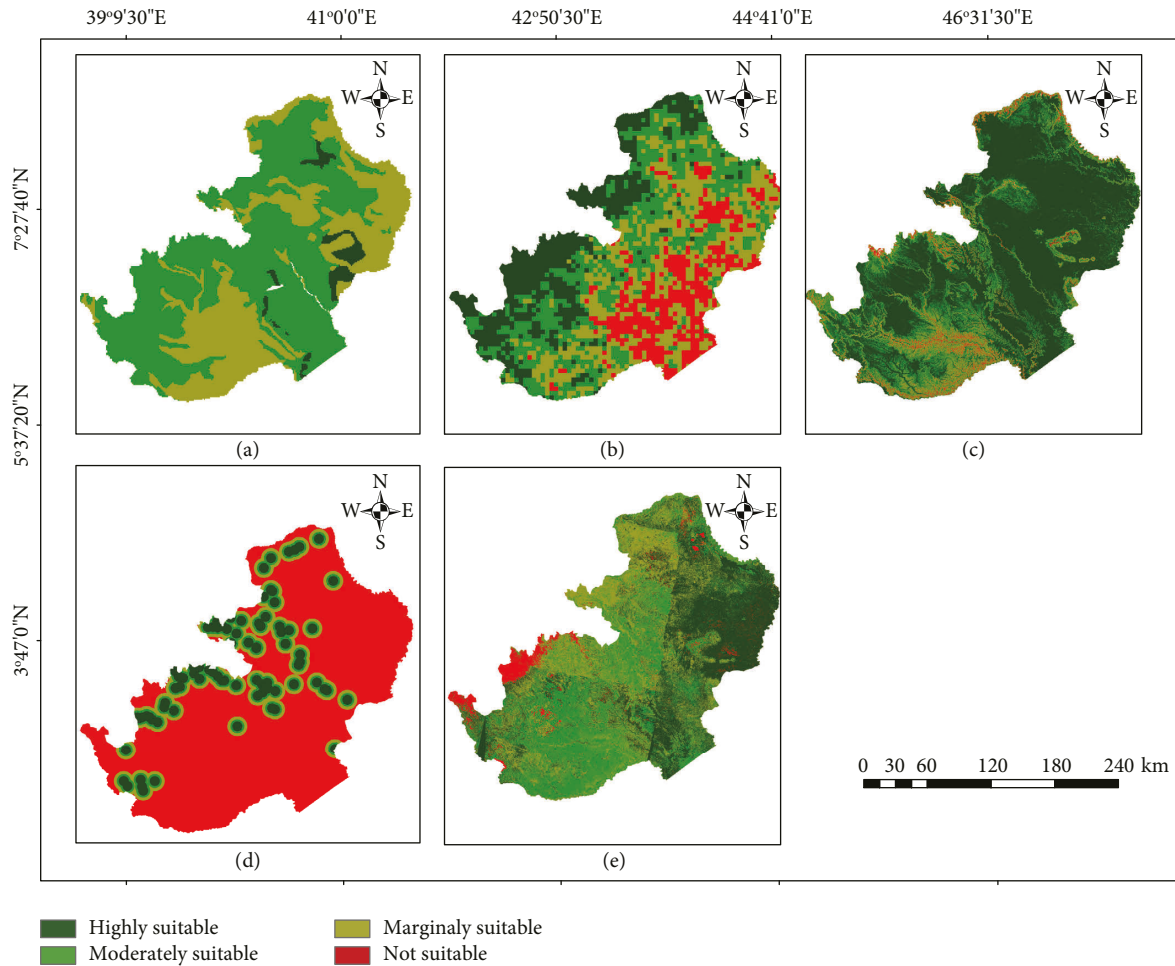 39°9'30"E 41°0'0"E 42°50'30"E 44°41'0"E 46°31'30"E
7°27'40"N
5°37'20"N
3°47'0"N
N
W E
S
(a)
N
W E
S
(b)
N
W E
S
(c)
N
W E
S
(d)
N
W E
S
(e)
0 30 60 120 180 240 km
Highly suitable
Moderately suitable
Marginaly suitable
Not suitable